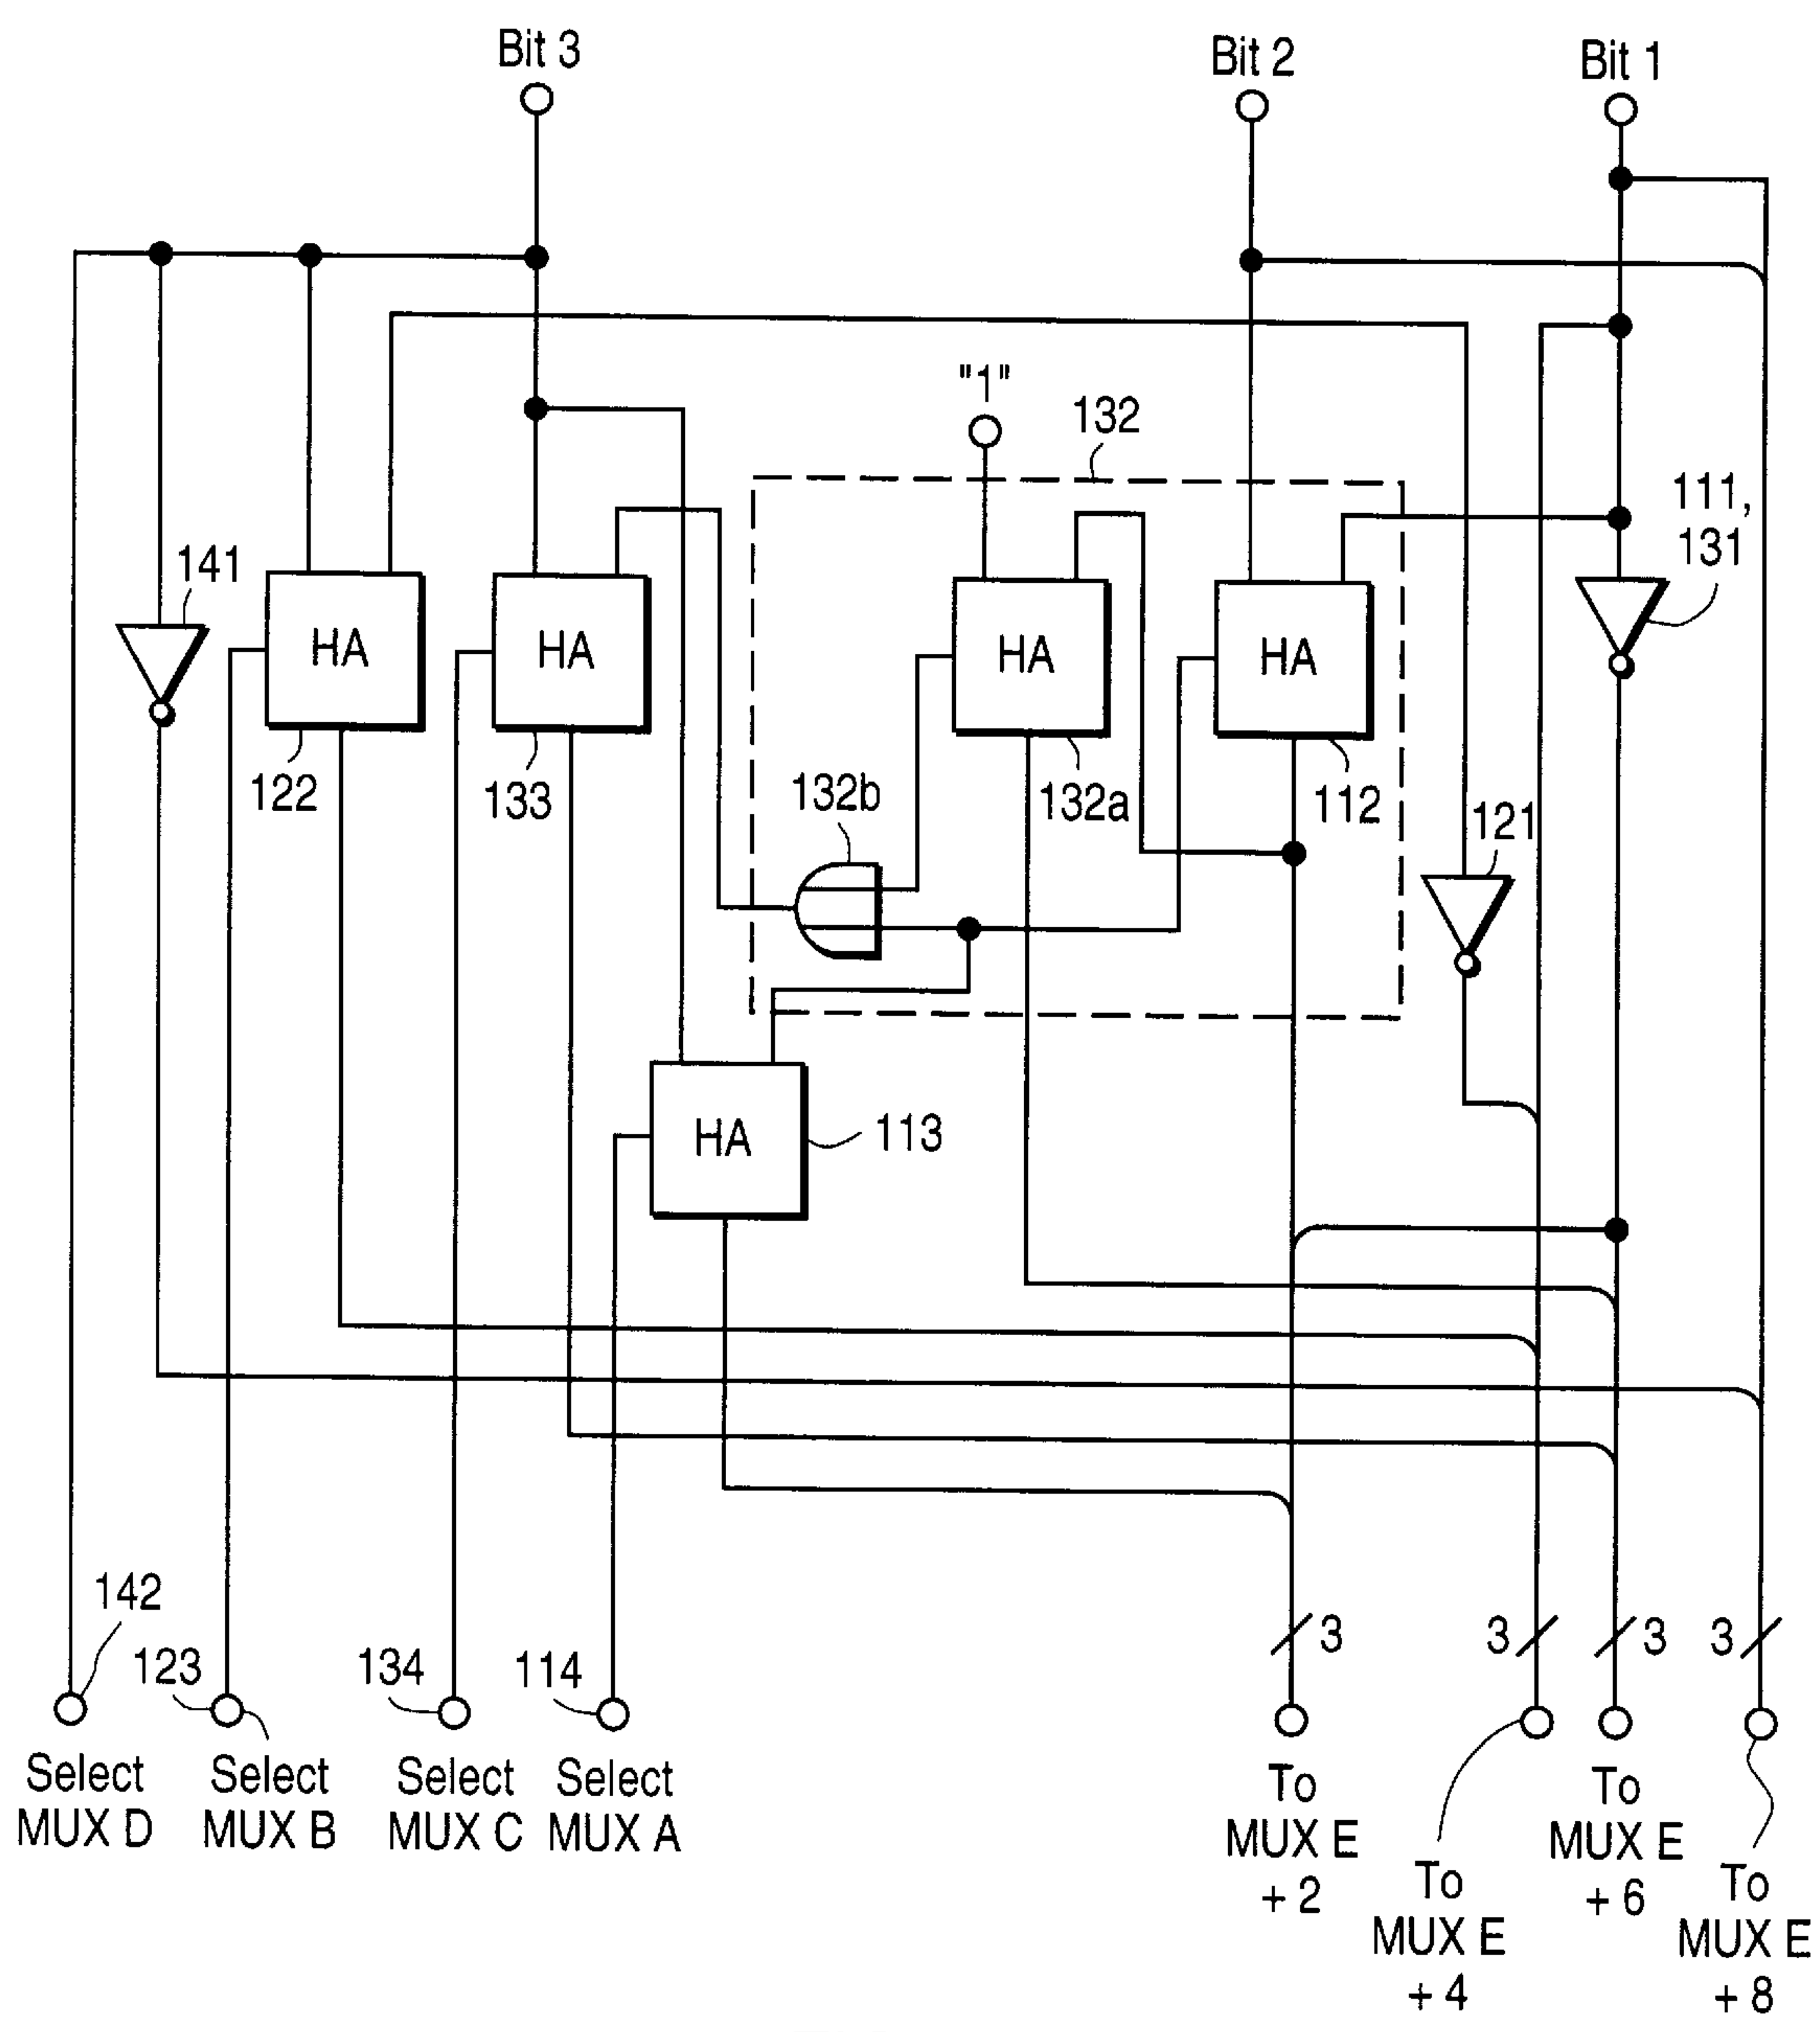 Bit 3
Bit 2
Bit 1
"1"
132
111,
131
141
HA
HA
HA
HA
122
133
132b
132a
112
121
HA
113
142
123
134
114
3
3
3
3
Select
MUX D
Select
MUX B
Select
MUX C
Select
MUX A
To
MUX E
+ 2
To
MUX E
+ 4
To
MUX E
+ 6
To
MUX E
+ 8